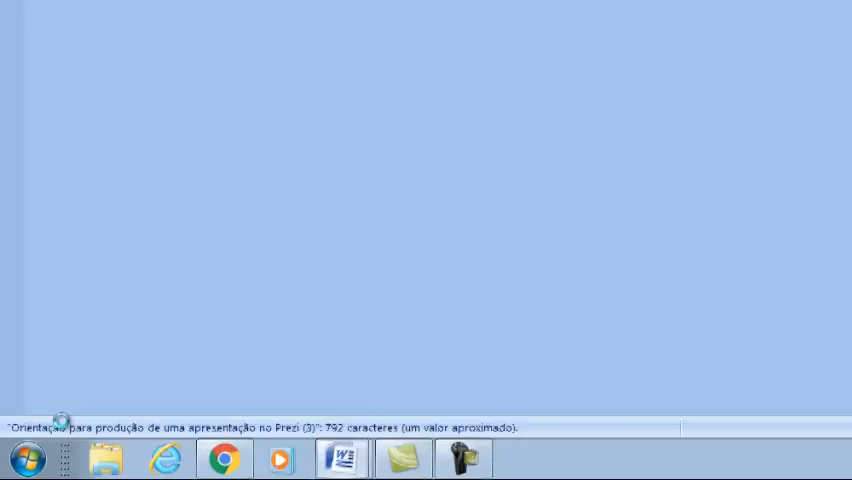 "Orientação para produção de uma apresentação no Prezi (3)": 792 caracteres (um valor aproximado).